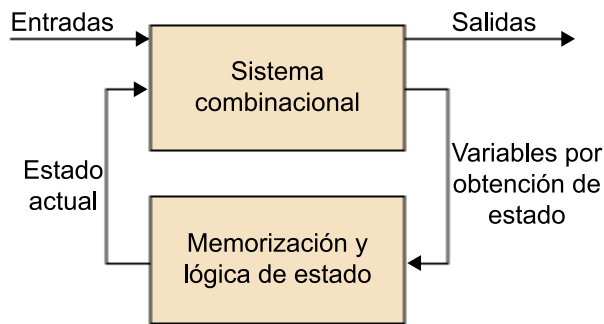 Entradas
Salidas
Sistema
combinacional
Estado
actual
Variables por
obtención de
estado
Memorización y
lógica de estado